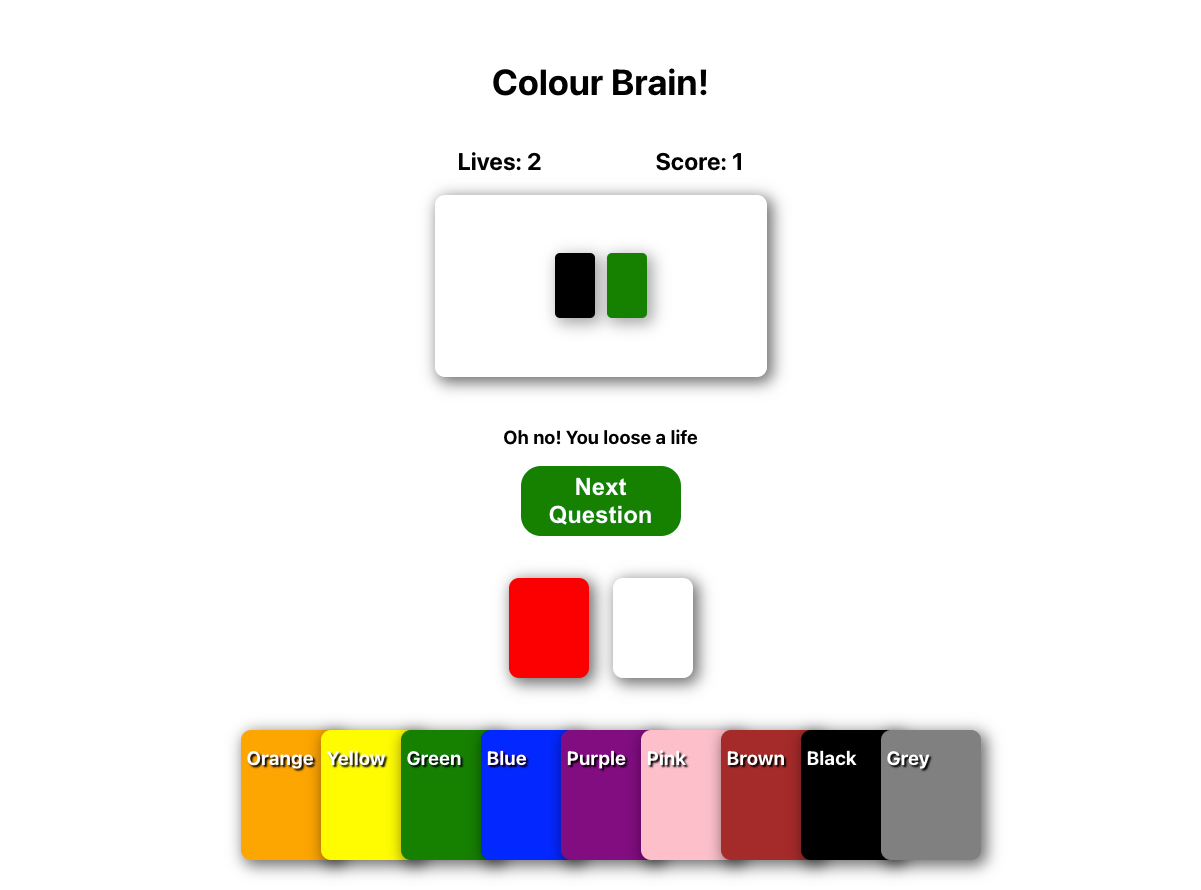 Colour Brain!
Lives: 2 Score: 1
Oh no! You loose a life
Next
Question
Orange Yellow Green Blue Purple Pink Brown Black Grey